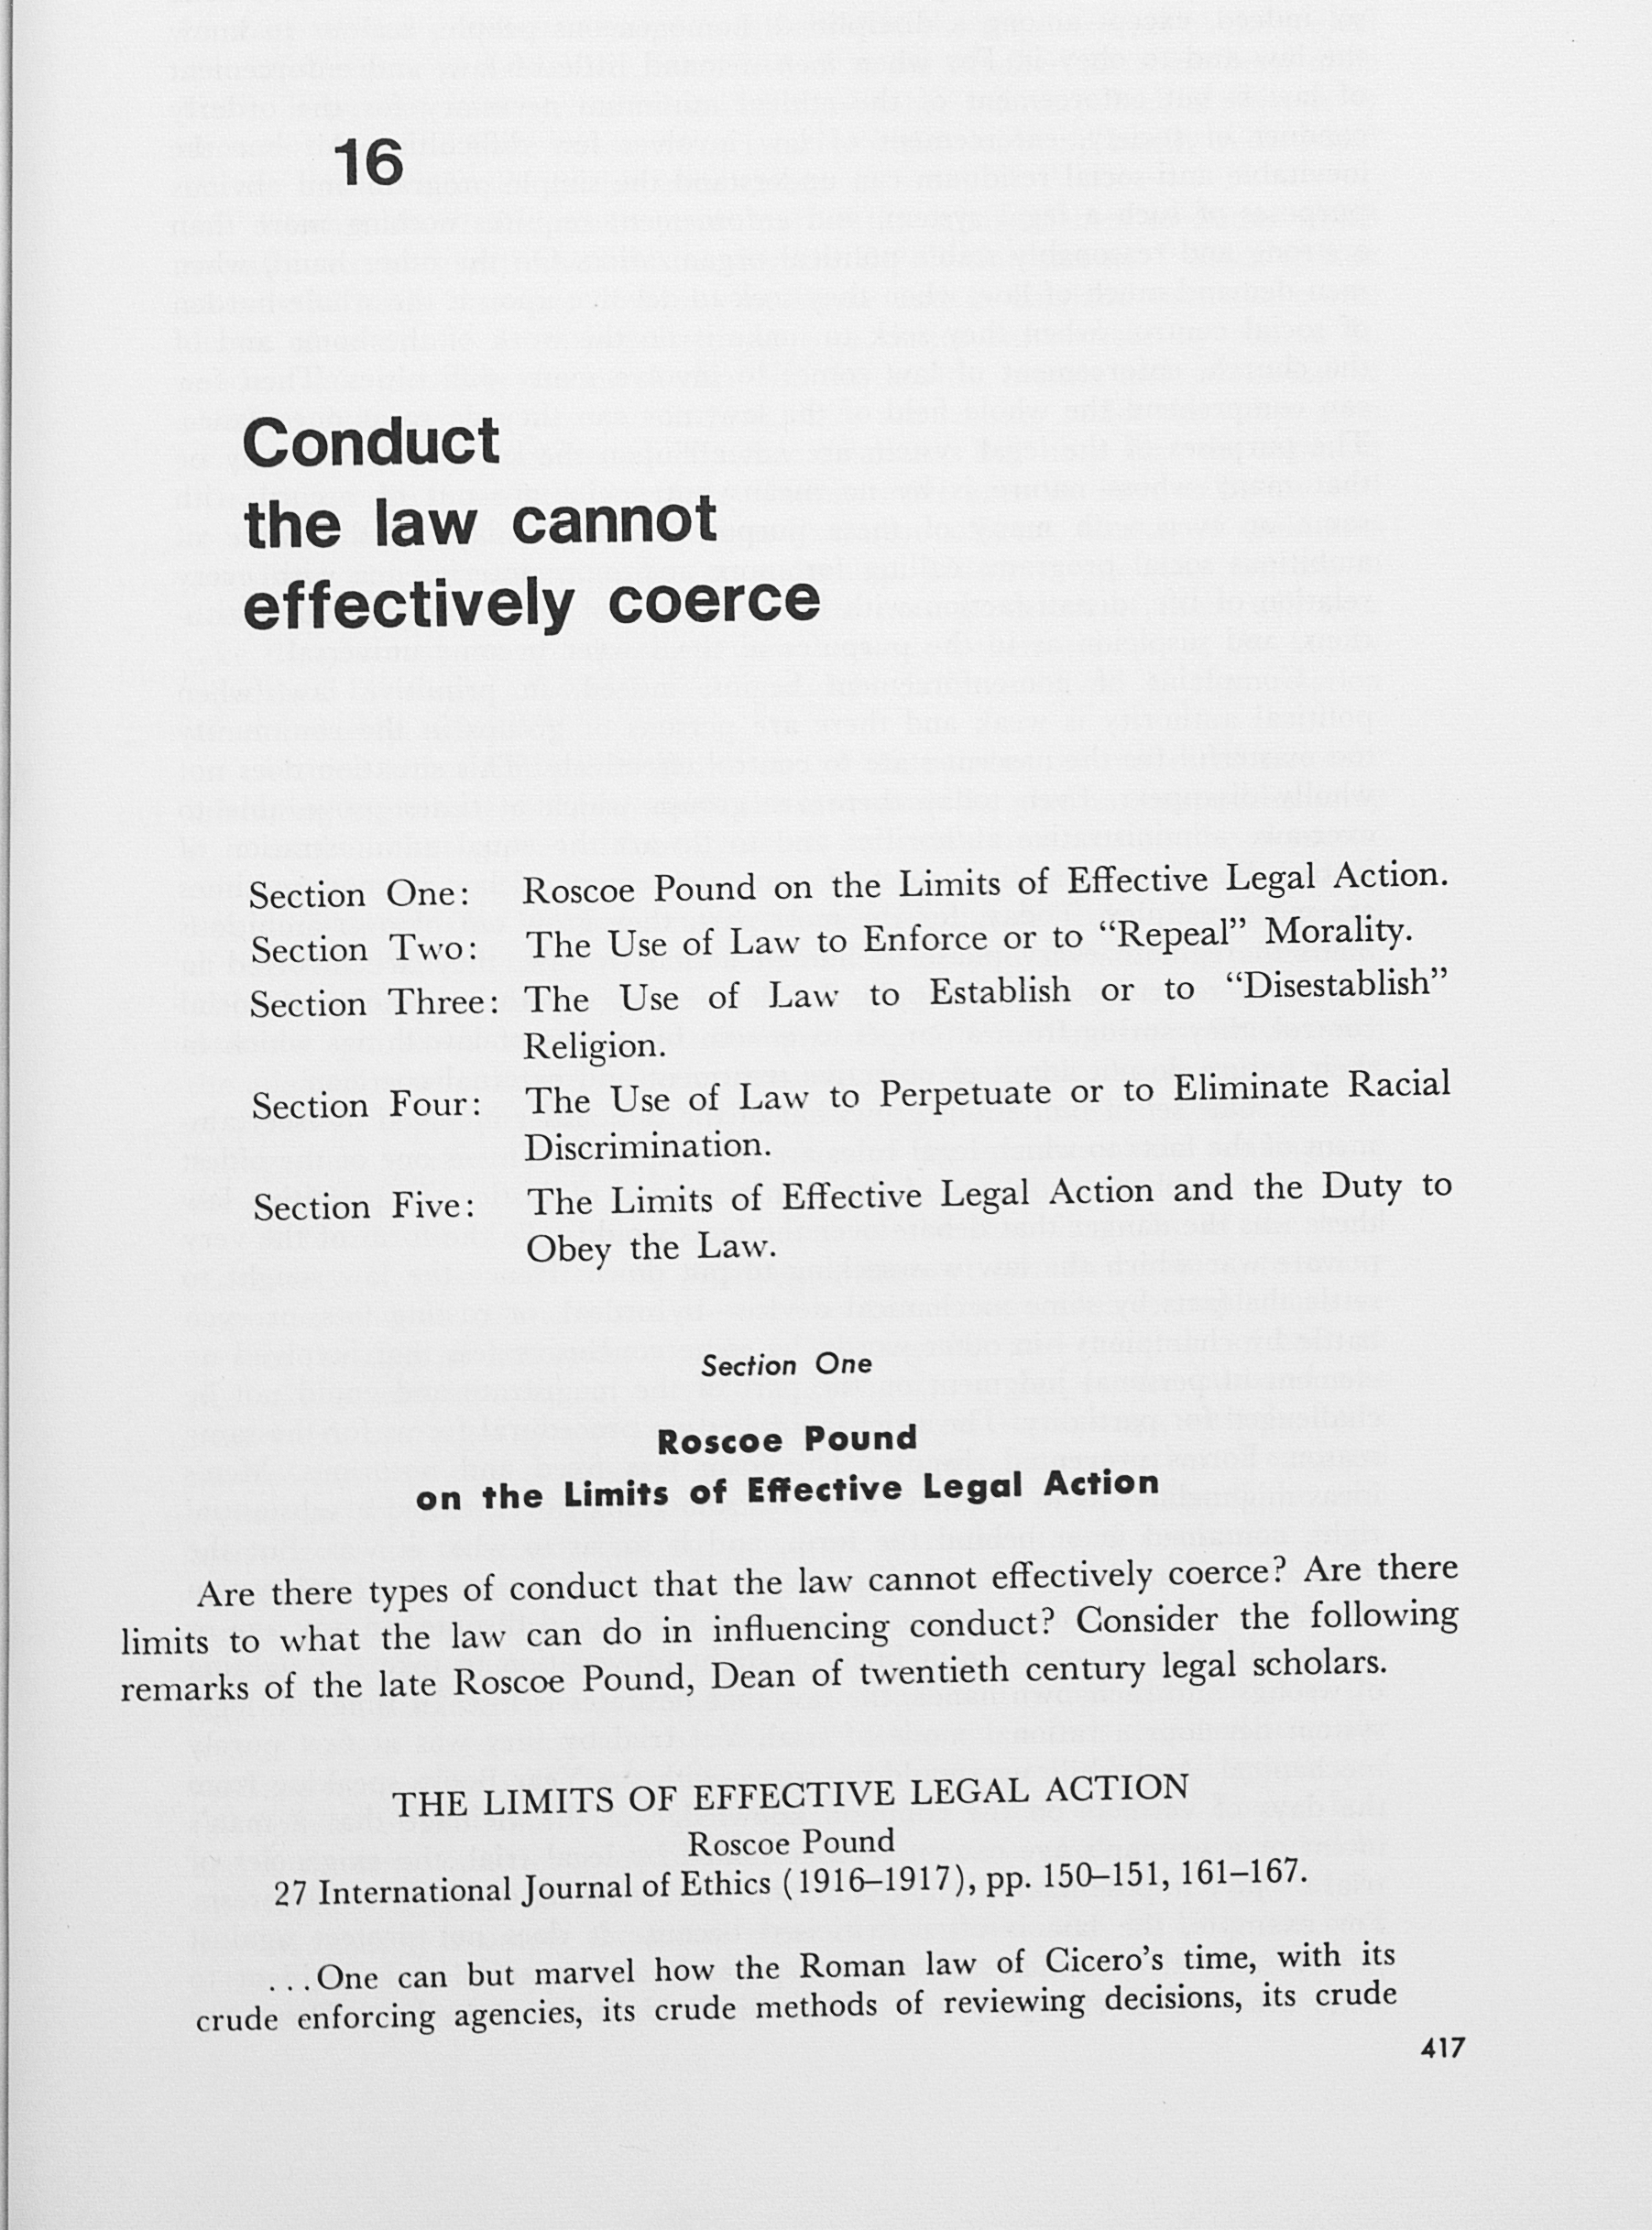 16
Conduct
the law cannot
effectively coerce
Section One: Roscoe Pound on the Limits of Effective Legal Action.
Section Two: The Use of Law to Enforce or to “Repeal” Morality.
Section Three: The Use of Law to Establish or to “Disestablish”
Religion.
Section Four: The Use of Law to Perpetuate or to Eliminate Racial
Discrimination.
Section Five: The Limits of Effective Legal Action and the Duty to
Obey the Law.
Section One
Roscoe Pound
on the Limits of Effective Legal Action
Are there types of conduct that the law cannot effectively coerce? Are there
limits to what the law can do in influencing conduct? Consider the following
remarks of the late Roscoe Pound, Dean of twentieth century legal scholars.
THE LIMITS OF EFFECTIVE LEGAL ACTION
Roscoe Pound
27 International Journal of Ethics (1916–1917), pp. 150–151, 161–167.
. . . One can but marvel how the Roman law of Cicero’s time, with its
crude enforcing agencies, its crude methods of reviewing decisions, its crude
417